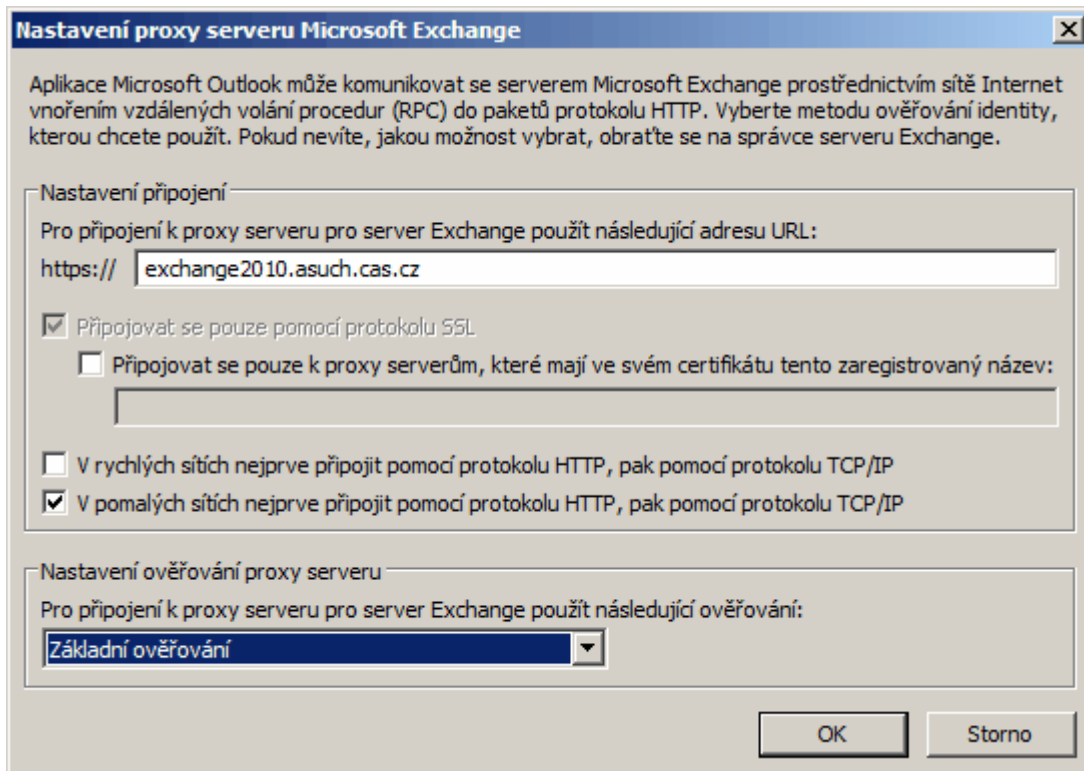 Nastavení proxy serveru Microsoft Exchange
Aplikace Microsoft Outlook může komunikovat se serverem Microsoft Exchange prostřednictvím sítě Internet
vnořením vzdálených volání procedur (RPC) do paketů protokolu HTTP. Vyberte metodu ověřování identity,
kterou chcete použít. Pokud nevíte, jakou možnost vybrat, obraťte se na správce serveru Exchange.
Nastavení připojení
Pro připojení k proxy serveru pro server Exchange použít následující adresu URL:
https:// exchange2010.asuch.cas.cz
Připojovat se pouze pomocí protokolu SSL
Připojovat se pouze k proxy serverům, které mají ve svém certifikátu tento zaregistrovaný název:
V rychlých sítích nejprve připojit pomocí protokolu HTTP, pak pomocí protokolu TCP/IP
V pomalých sítích nejprve připojit pomocí protokolu HTTP, pak pomocí protokolu TCP/IP
Nastavení ověřování proxy serveru
Pro připojení k proxy serveru pro server Exchange použít následující ověřování:
Základní ověřování
OK Storno